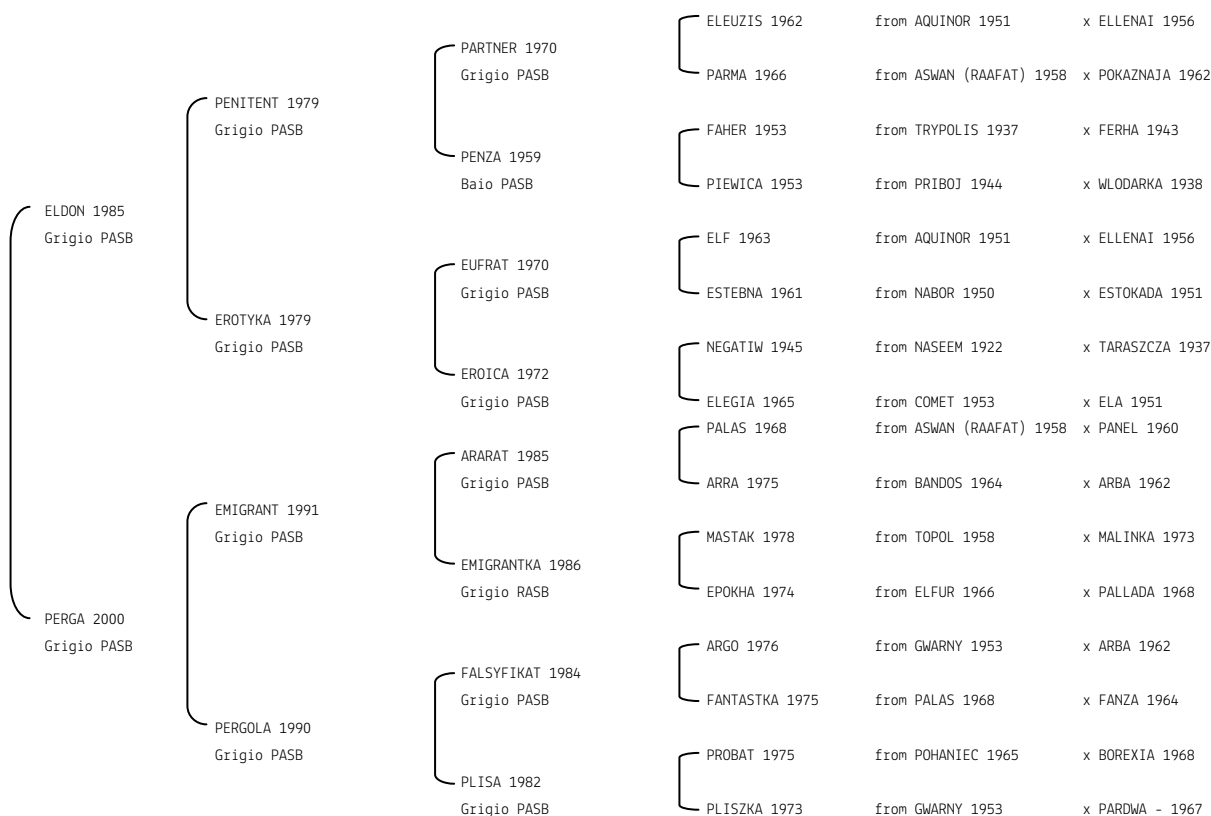 ELEUZIS 1962 from AQUINOR 1951 x ELLENAI 1956
PARTNER 1970
Grigio PASB PARMA 1966 from ASWAN (RAAFAT) 1958 x POKAZNAJA 1962
PENITENT 1979
Grigio PASB FAHER 1953 from TRYPOLIS 1937 x FERHA 1943
PENZA 1959
Baio PASB PIEWICA 1953 from PRIBOJ 1944 x WLODARKA 1938
ELDON 1985
Grigio PASB ELF 1963 from AQUINOR 1951 x ELLENAI 1956
EUFRAT 1970
Grigio PASB ESTEBNA 1961 from NABOR 1950 x ESTOKADA 1951
EROTYKA 1979
Grigio PASB NEGATIW 1945 from NASEEM 1922 x TARASZCZA 1937
EROICA 1972
Grigio PASB ELEGIA 1965 from COMET 1953 x ELA 1951
PALAS 1968 from ASWAN (RAAFAT) 1958 x PANEL 1960
ARARAT 1985
Grigio PASB ARRA 1975 from BANDOS 1964 x ARBA 1962
EMIGRANT 1991
Grigio PASB MASTAK 1978 from TOPOL 1958 x MALINKA 1973
EMIGRANTKA 1986
Grigio RASB EPOKHA 1974 from ELFUR 1966 x PALLADA 1968
PERGA 2000
Grigio PASB ARGO 1976 from GWARNY 1953 x ARBA 1962
FALSYFIKAT 1984
Grigio PASB FANTASTKA 1975 from PALAS 1968 x FANZA 1964
PERGOLA 1990
Grigio PASB PROBAT 1975 from POHANIEC 1965 x BOREXIA 1968
PLISA 1982
Grigio PASB PLISZKA 1973 from GWARNY 1953 x PARDWA - 1967